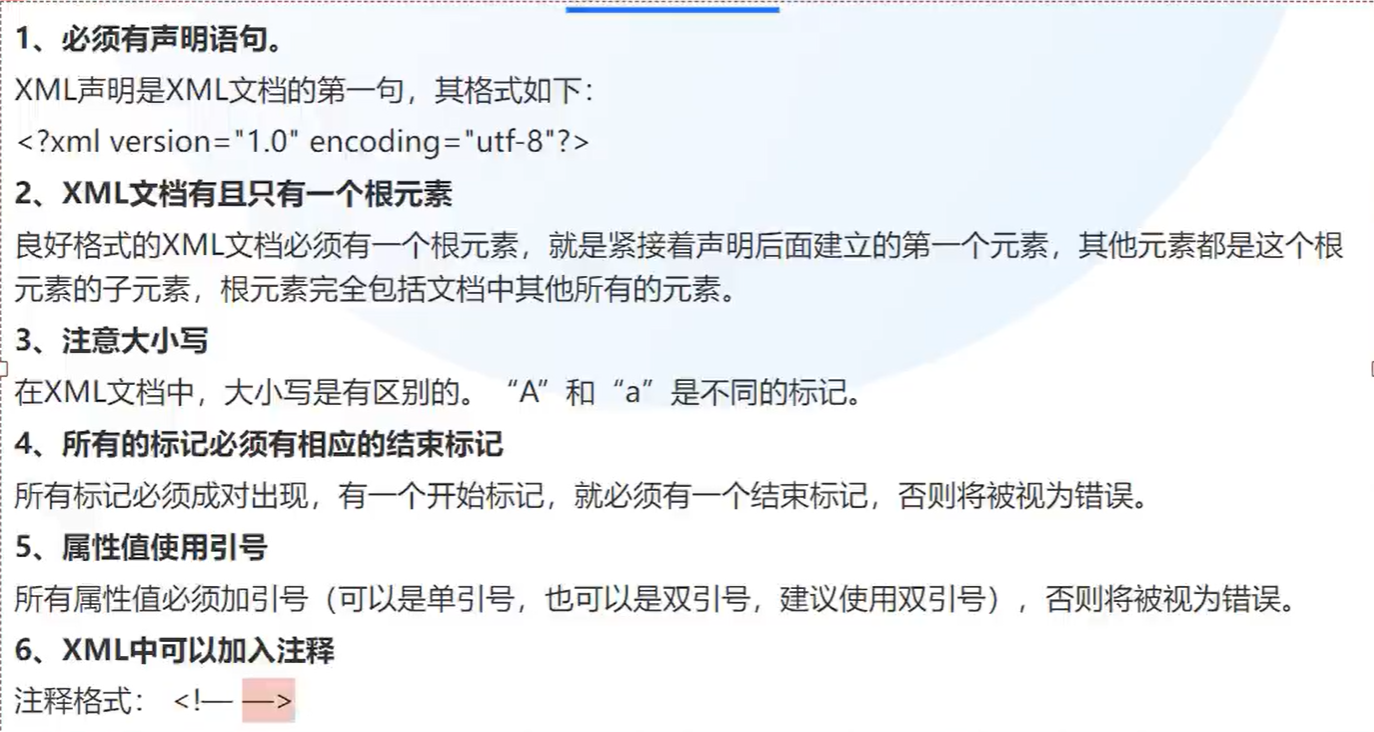 1、必须有声明语句。
XML声明是XML文档的第一句，其格式如下：
<?xml version="1.0" encoding="utf-8"?>
2、XML文档有且只有一个根元素
良好格式的XML文档必须有一个根元素，就是紧接着声明后面建立的第一个元素，其他元素都是这个根
元素的子元素，根元素完全包括文档中其他所有的元素。
3、注意大小写
在XML文档中，大小写是有区别的。“A”和“a”是不同的标记。
4、所有的标记必须有相应的结束标记
所有标记必须成对出现，有一个开始标记，就必须有一个结束标记，否则将被视为错误。
5、属性值使用引号
所有属性值必须加引号（可以是单引号，也可以是双引号，建议使用双引号），否则将被视为错误。
6、XML中可以加入注释
注释格式： <!— —>